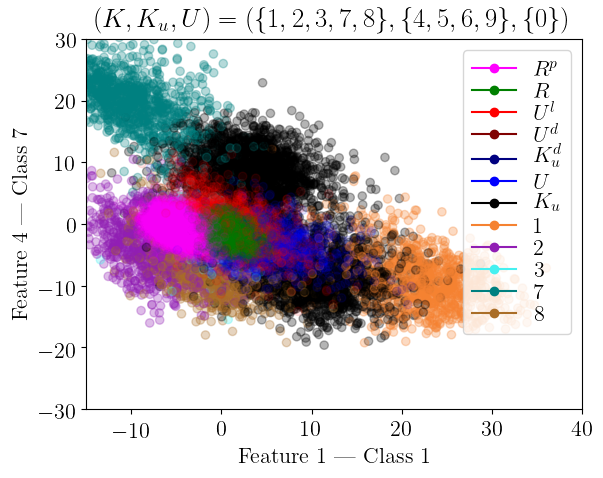 (K, K_u, U) = ({1, 2, 3, 7, 8}, {4, 5, 6, 9}, {0})
30
20
10
0
−10
−20
−30
Feature 4 — Class 7
R^p
R
U^l
U^d
K_u^d
U
K_u
1
2
3
7
8
−10
0
10
20
30
40
Feature 1 — Class 1